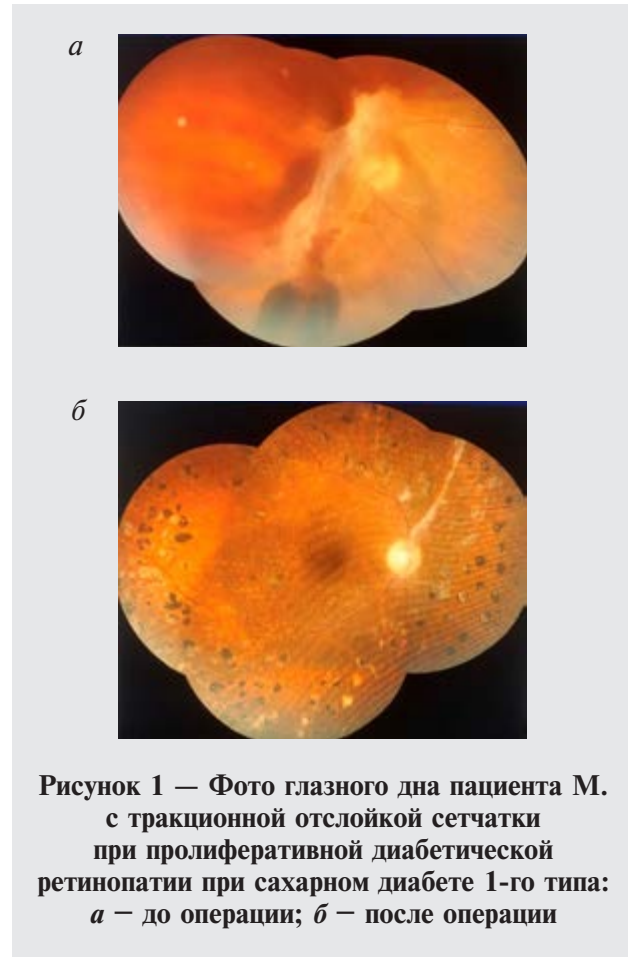 а
б
Рисунок 1 — Фото глазного дна пациента М.
с тракционной отслойкой сетчатки
при пролиферативной диабетической
ретинопатии при сахарном диабете 1-го типа:
а — до операции; б — после операции